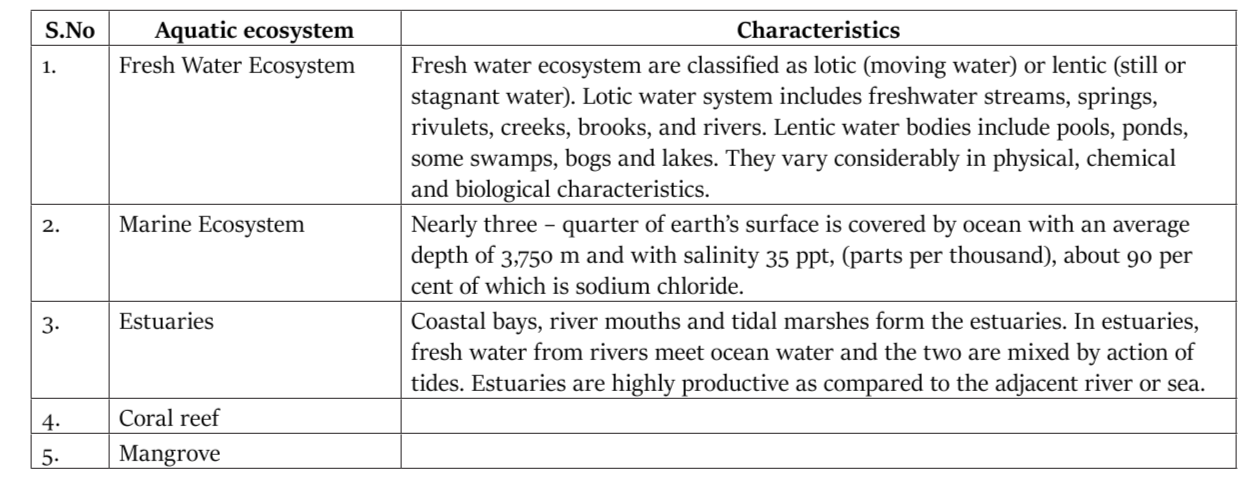 S.No Aquatic ecosystem Characteristics
1. Fresh Water Ecosystem Fresh water ecosystem are classified as lotic (moving water) or lentic (still or
stagnant water). Lotic water system includes freshwater streams, springs,
rivulets, creeks, brooks, and rivers. Lentic water bodies include pools, ponds,
some swamps, bogs and lakes. They vary considerably in physical, chemical
and biological characteristics.
2. Marine Ecosystem Nearly three – quarter of earth's surface is covered by ocean with an average
depth of 3,750 m and with salinity 35 ppt, (parts per thousand), about 90 per
cent of which is sodium chloride.
3. Estuaries Coastal bays, river mouths and tidal marshes form the estuaries. In estuaries,
fresh water from rivers meet ocean water and the two are mixed by action of
tides. Estuaries are highly productive as compared to the adjacent river or sea.
4. Coral reef
5. Mangrove